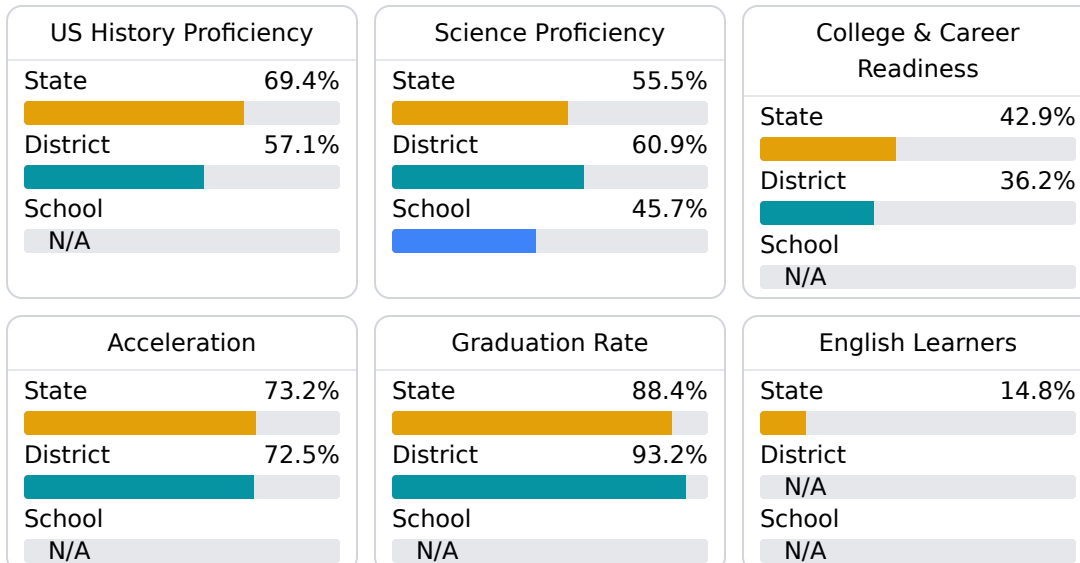 US History Proficiency
State 69.4%
District 57.1%
School
N/A
Science Proficiency
State 55.5%
District 60.9%
School 45.7%
College & Career
Readiness
State 42.9%
District 36.2%
School
N/A
Acceleration
State 73.2%
District 72.5%
School
N/A
Graduation Rate
State 88.4%
District 93.2%
School
N/A
English Learners
State 14.8%
District
N/A
School
N/A